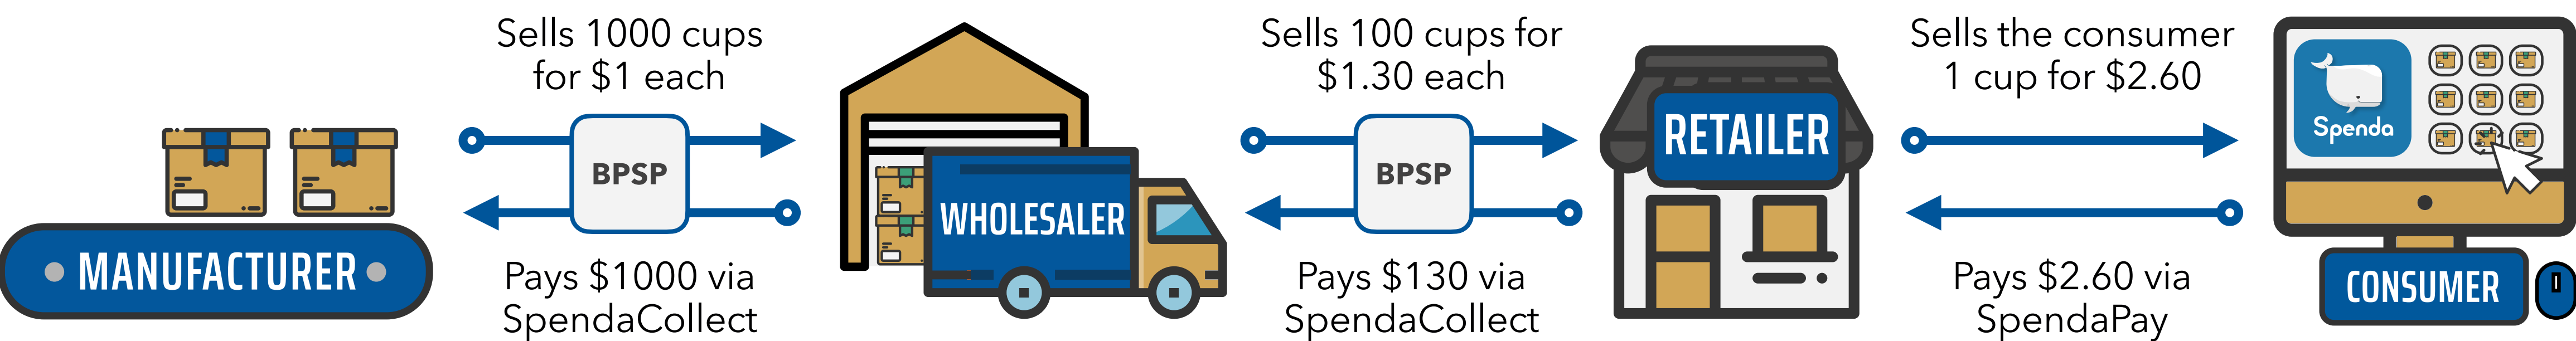 Sells 1000 cups
for $1 each
BPSP
Pays $1000 via
SpendaCollect
MANUFACTURER
WHOLESALER
Sells 100 cups for
$1.30 each
BPSP
Pays $130 via
SpendaCollect
RETAILER
Sells the consumer
1 cup for $2.60
Pays $2.60 via
SpendaPay
Spenda
CONSUMER